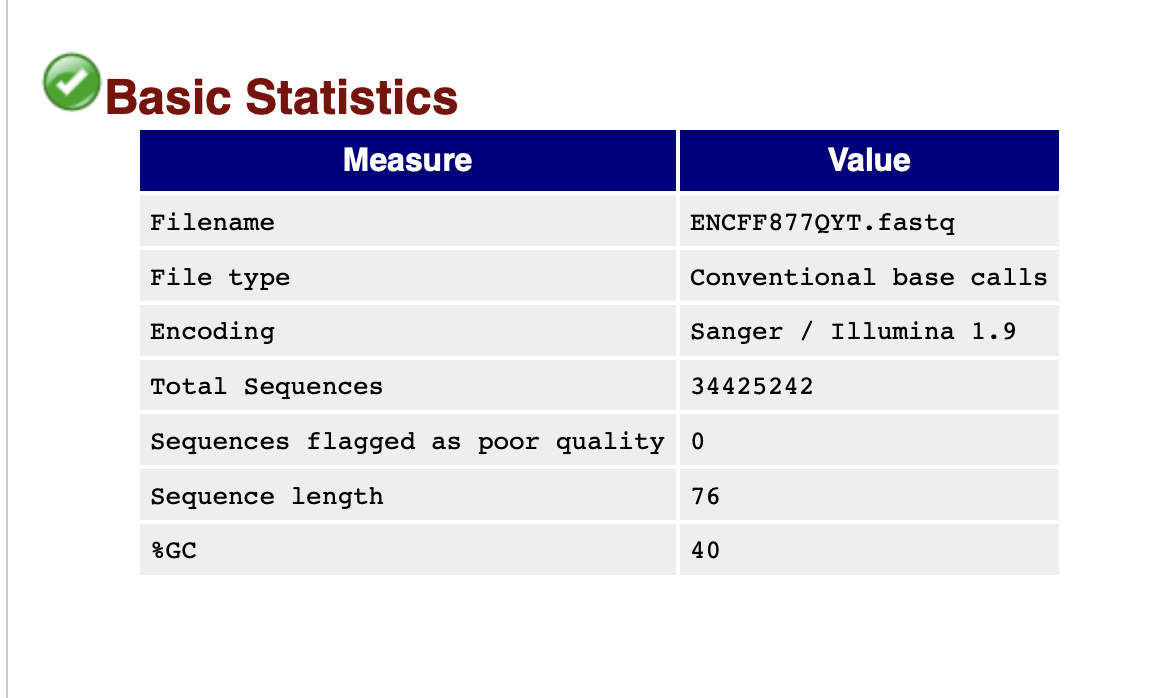 Basic Statistics
Measure Value
Filename ENCFF877QYT.fastq
File type Conventional base calls
Encoding Sanger / Illumina 1.9
Total Sequences 34425242
Sequences flagged as poor quality 0
Sequence length 76
%GC 40